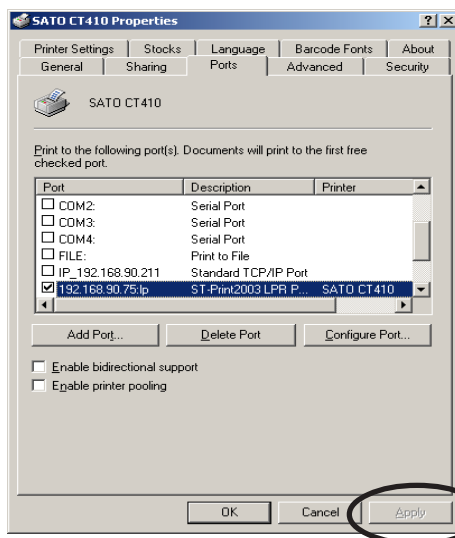 SATO CT410 Properties
Printer Settings Stocks Language Barcode Fonts About
General Sharing Ports Advanced Security
SATO CT410
Print to the following port(s). Documents will print to the first free
checked port.
Port Description Printer
COM2: Serial Port
COM3: Serial Port
COM4: Serial Port
FILE: Print to File
IP_192.168.90.211 Standard TCP/IP Port
192.168.90.75:lp ST-Print2003 LPR P... SATO CT410
Add Port... Delete Port Configure Port...
Enable bidirectional support
Enable printer pooling
OK Cancel Apply